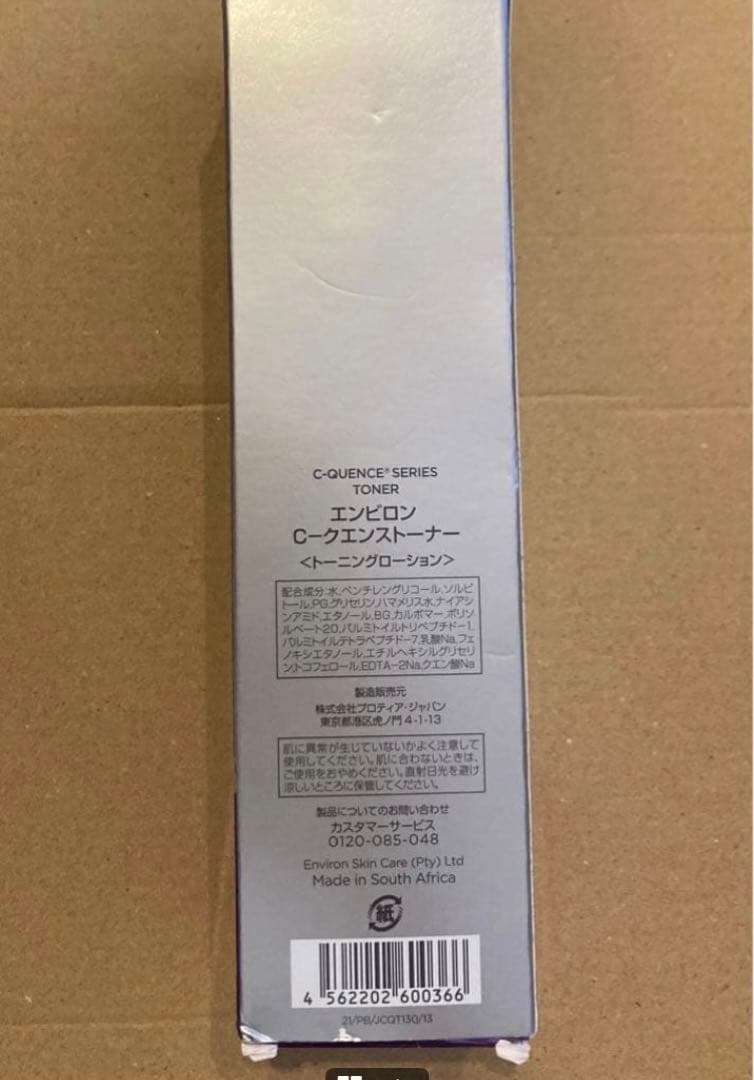 C-QUENCE® SERIES
TONER
エンビロン
C-クエンストーナー
<トーニングローション>
配合成分:水,ペンチレングリコール,ソルビ
トール,PG,グリセリン,ハマメリス水,ナイアシ
ンアミド,エタノール,BG,カルボマー,ポリソ
ルベート20,パルミトイルトリペプチド-1,
パルミトイルテトラペプチド-7,乳酸Na,フェ
ノキシエタノール,エチルヘキシルグリセリ
ン,トコフェロール,EDTA-2Na,クエン酸Na
製造販売元
株式会社プロティア・ジャパン
東京都港区虎ノ門4-1-13
肌に異常が生じていないかよく注意して
使用してください。肌に合わないときは、
ご使用をおやめください。直射日光を避け
涼しいところに保管してください。
製品についてのお問い合わせ
カスタマーサービス
0120-085-048
Environ Skin Care (Pty) Ltd
Made in South Africa
紙
4 562202 600366
21/PB/JCQT130/13